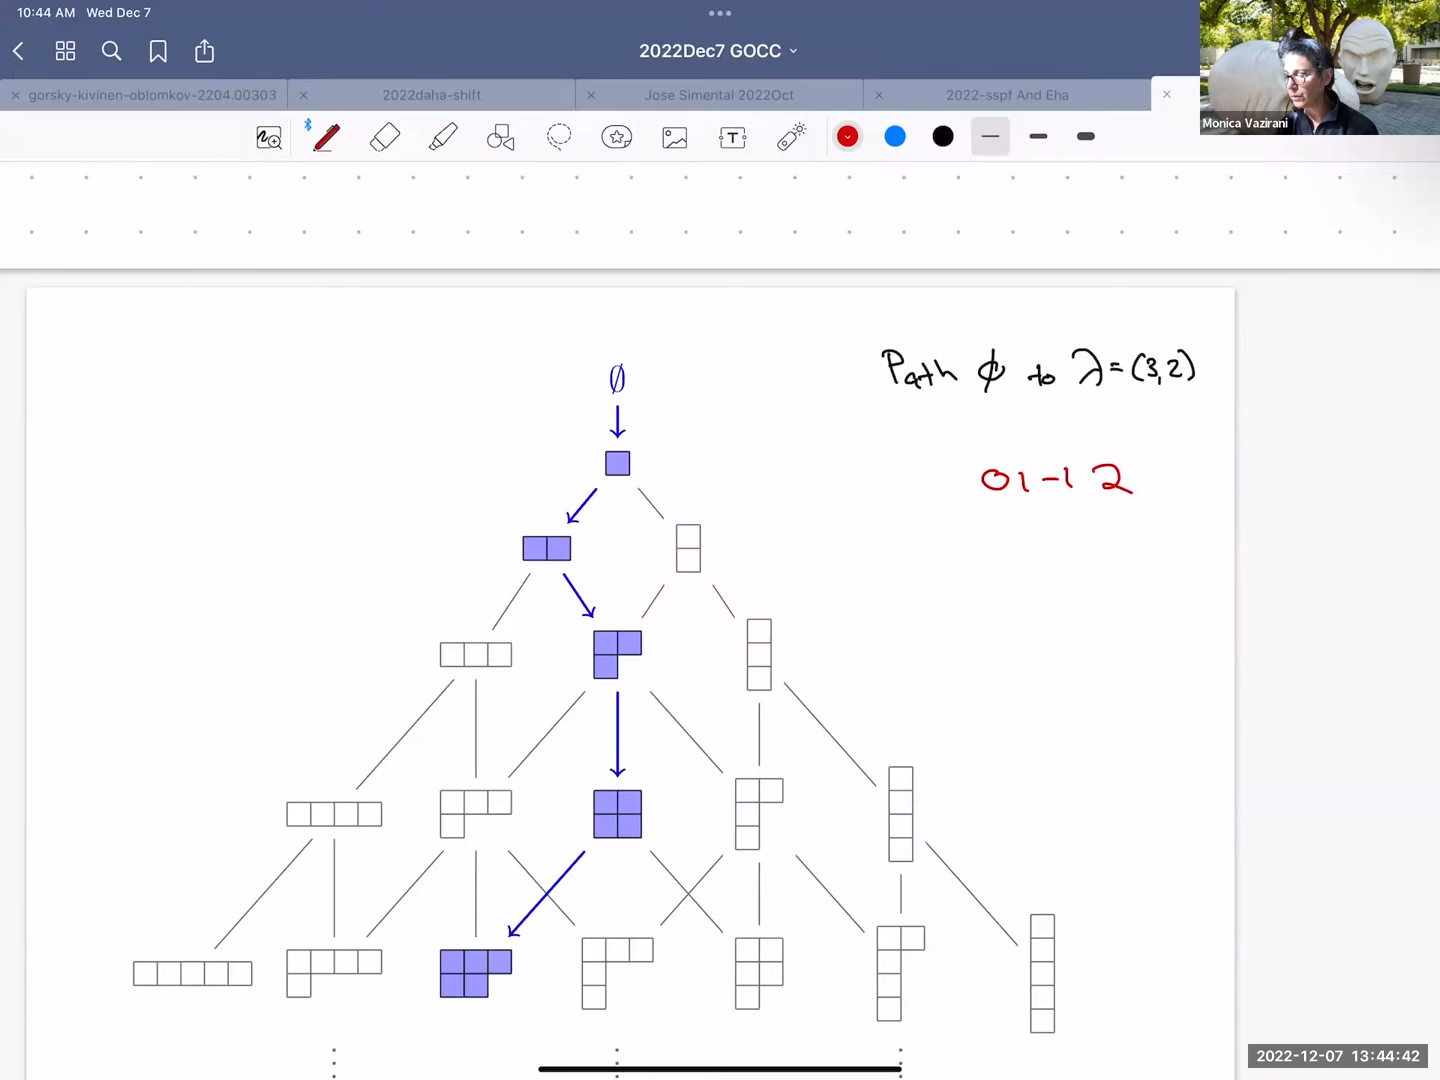 10:44 AM Wed Dec 7
2022Dec7 GOCC
gorsky-kivinen-oblomkov-2204.00303
2022daha-shift
Jose Simental 2022Oct
2022-sspf And Eha
T
Monica Vazirani
∅
Path ϕ to λ=(3,2)
0 1 -1 2
2022-12-07 13:44:42